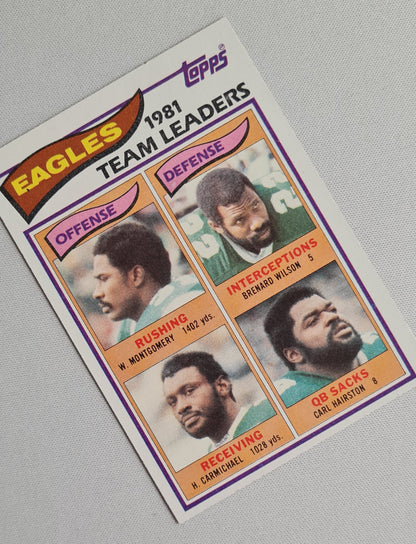 topps®
EAGLES
1981
TEAM LEADERS
OFFENSE
RUSHING
W. MONTGOMERY 1402 yds.
RECEIVING
H. CARMICHAEL 1028 yds.
DEFENSE
INTERCEPTIONS
BRENARD WILSON 5
QB SACKS
CARL HAIRSTON 8